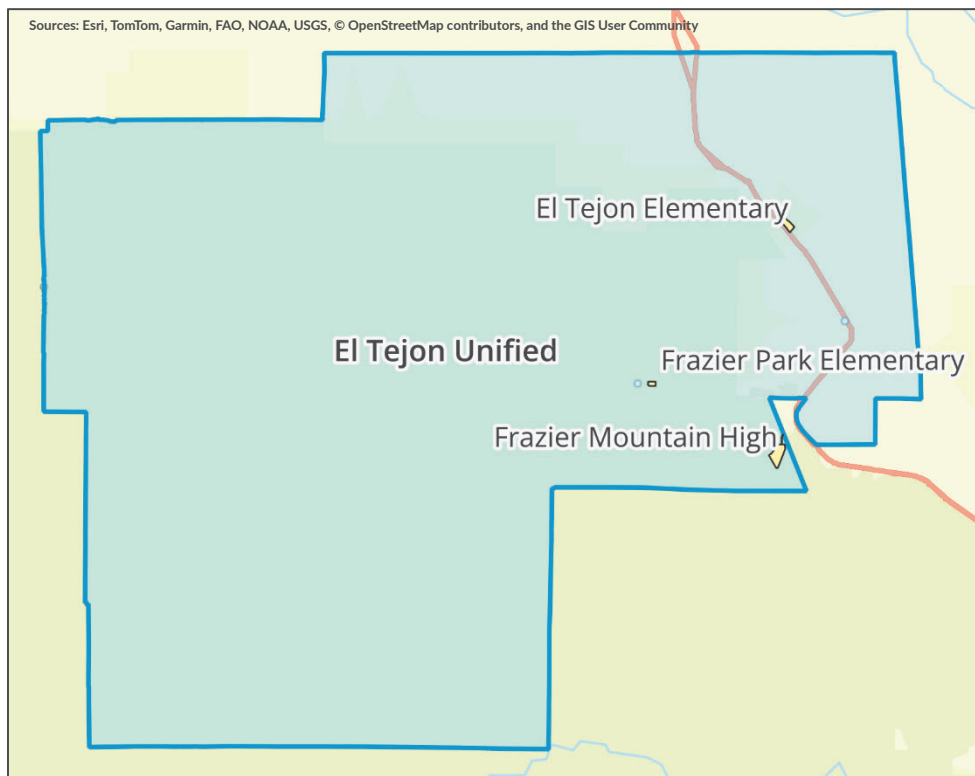 Sources: Esri, TomTom, Garmin, FAO, NOAA, USGS, © OpenStreetMap contributors, and the GIS User Community
El Tejon Elementary
El Tejon Unified
Frazier Park Elementary
Frazier Mountain High